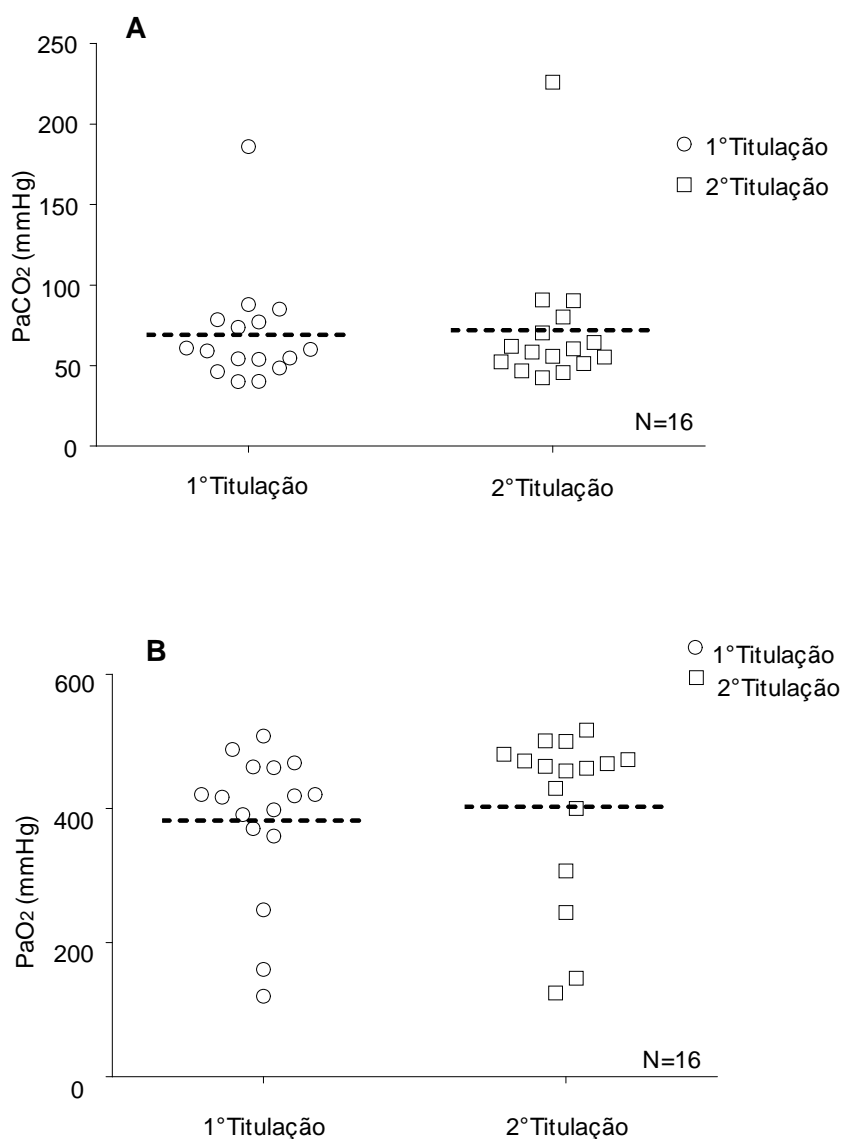 A
250
200
150
100
50
0
PaCO2 (mmHg)
1°Titulação
2°Titulação
N=16
1°Titulação
2°Titulação
B
600
400
200
0
PaO2 (mmHg)
1°Titulação
2°Titulação
N=16
1°Titulação
2°Titulação